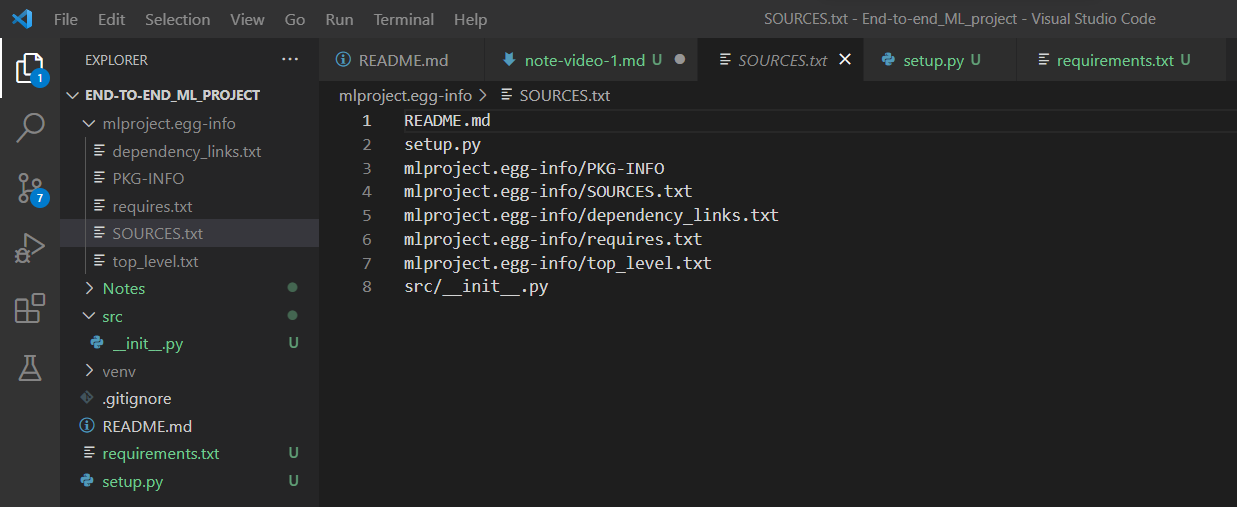 File Edit Selection View Go Run Terminal Help SOURCES.txt - End-to-end_ML_project - Visual Studio Code
EXPLORER ···
README.md note-video-1.md U SOURCES.txt setup.py U requirements.txt U
1
7
END-TO-END_ML_PROJECT
mlproject.egg-info
dependency_links.txt
PKG-INFO
requires.txt
SOURCES.txt
top_level.txt
Notes
src
__init__.py U
venv
.gitignore
README.md
requirements.txt U
setup.py U
mlproject.egg-info > SOURCES.txt
1 README.md
2 setup.py
3 mlproject.egg-info/PKG-INFO
4 mlproject.egg-info/SOURCES.txt
5 mlproject.egg-info/dependency_links.txt
6 mlproject.egg-info/requires.txt
7 mlproject.egg-info/top_level.txt
8 src/__init__.py